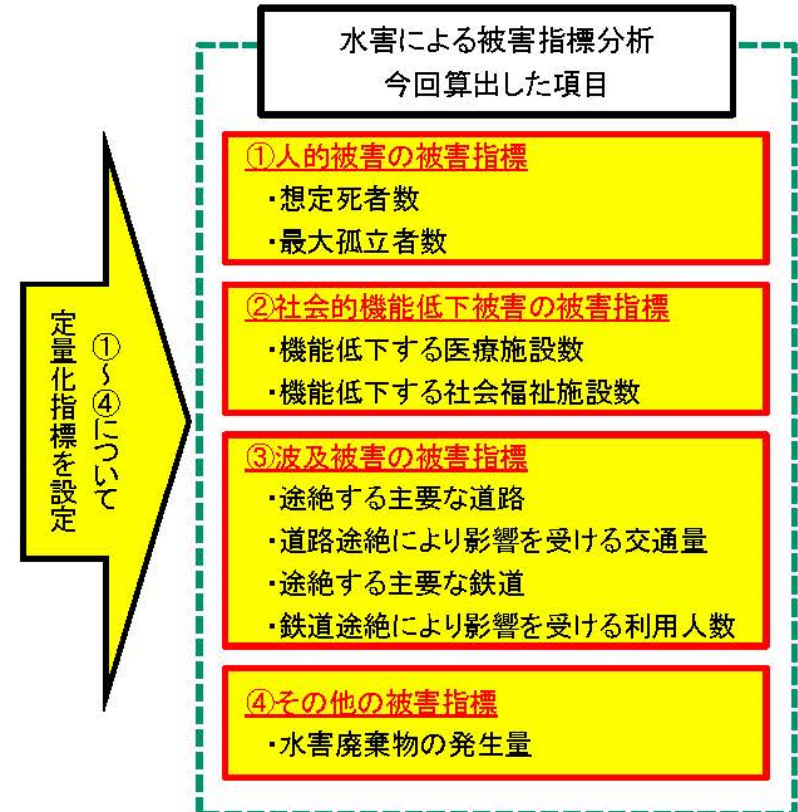 水害による被害指標分析
今回算出した項目
①～④について
定量化指標を設定
①人的被害の被害指標
・想定死者数
・最大孤立者数
②社会的機能低下被害の被害指標
・機能低下する医療施設数
・機能低下する社会福祉施設数
③波及被害の被害指標
・途絶する主要な道路
・道路途絶により影響を受ける交通量
・途絶する主要な鉄道
・鉄道途絶により影響を受ける利用人数
④その他の被害指標
・水害廃棄物の発生量